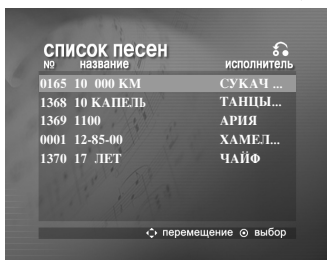 список песен
№ название исполнитель
0165 10 000 KM СУКАЧ ...
1368 10 КАПЕЛЬ ТАНЦЫ...
1369 1100 АРИЯ
0001 12-85-00 ХАМЕЛ...
1370 17 ЛЕТ ЧАЙФ
перемещение выбор